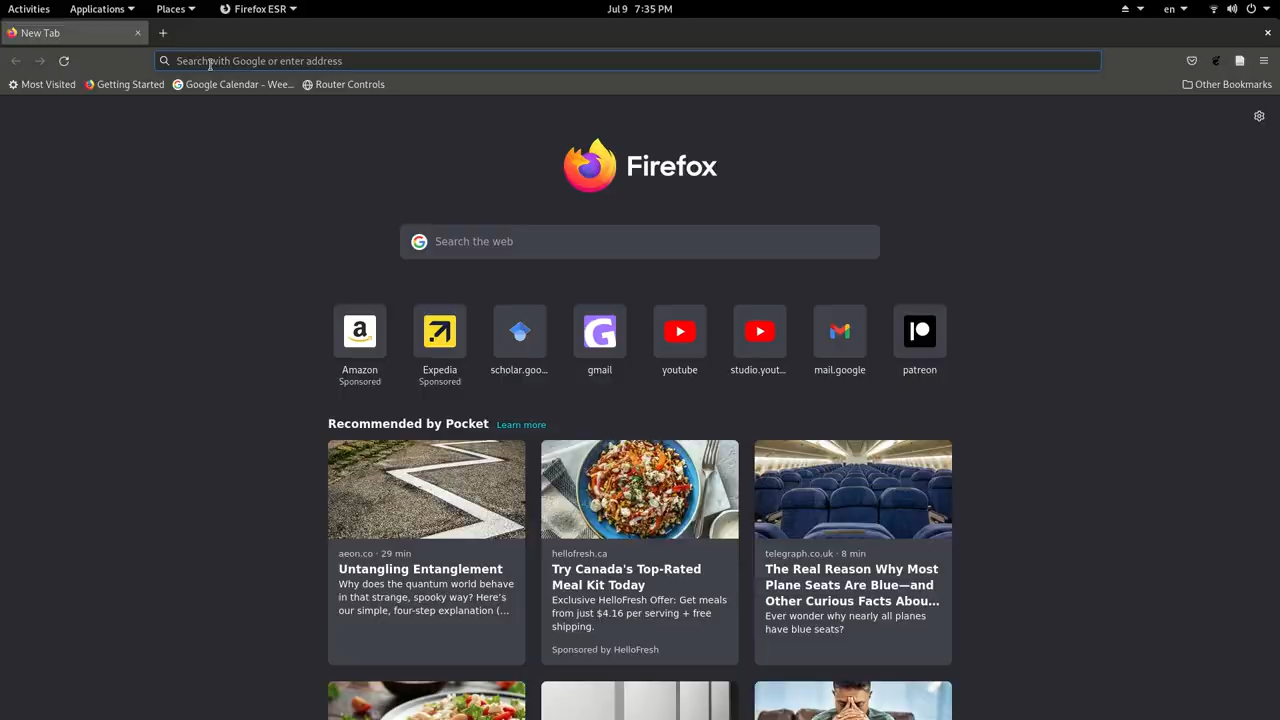 Activities Applications Places Firefox ESR Jul 9 7:35 PM en
New Tab
Search with Google or enter address
Most Visited Getting Started Google Calendar - Wee... Router Controls Other Bookmarks
Firefox
Search the web
Amazon Expedia scholar.goo... gmail youtube studio.yout... mail.google patreon
Sponsored Sponsored
Recommended by Pocket Learn more
aeon.co · 29 min
Untangling Entanglement
Why does the quantum world behave
in that strange, spooky way? Here's
our simple, four-step explanation (...
hellofresh.ca
Try Canada's Top-Rated
Meal Kit Today
Exclusive HelloFresh Offer: Get meals
from just $4.16 per serving + free
shipping.
Sponsored by HelloFresh
telegraph.co.uk · 8 min
The Real Reason Why Most
Plane Seats Are Blue—and
Other Curious Facts Abou...
Ever wonder why nearly all planes
have blue seats?